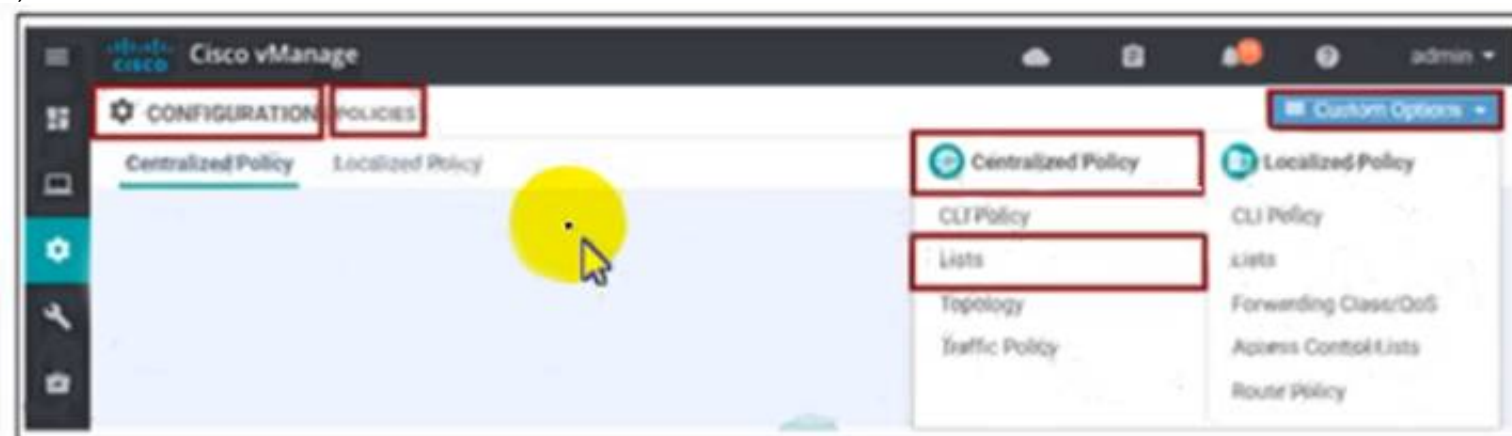 cisco Cisco vManage admin
CONFIGURATION POLICIES Custom Options
Centralized Policy Localized Policy
Centralized Policy
CLI Policy
Lists
Topology
Traffic Policy
Localized Policy
CLI Policy
Lists
Forwarding Class/QoS
Access Control Lists
Route Policy